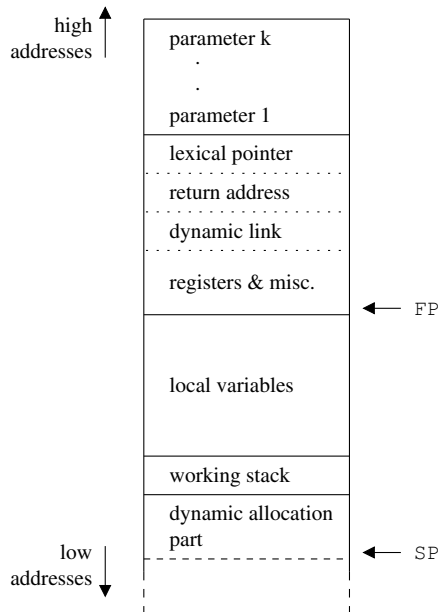 high
addresses
parameter k
.
.
parameter 1
lexical pointer
return address
dynamic link
registers & misc.
FP
local variables
working stack
dynamic allocation
part
SP
low
addresses